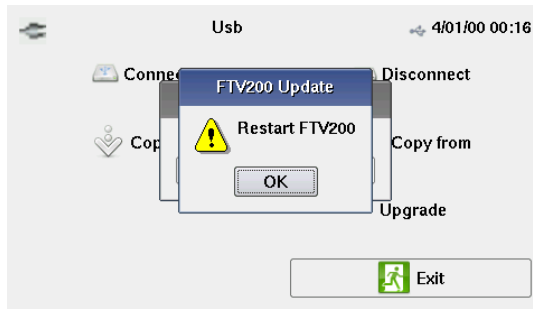 Usb
4/01/00 00:16
Disconnect
FTV200 Update
Restart FTV200
Copy from
OK
Upgrade
Exit